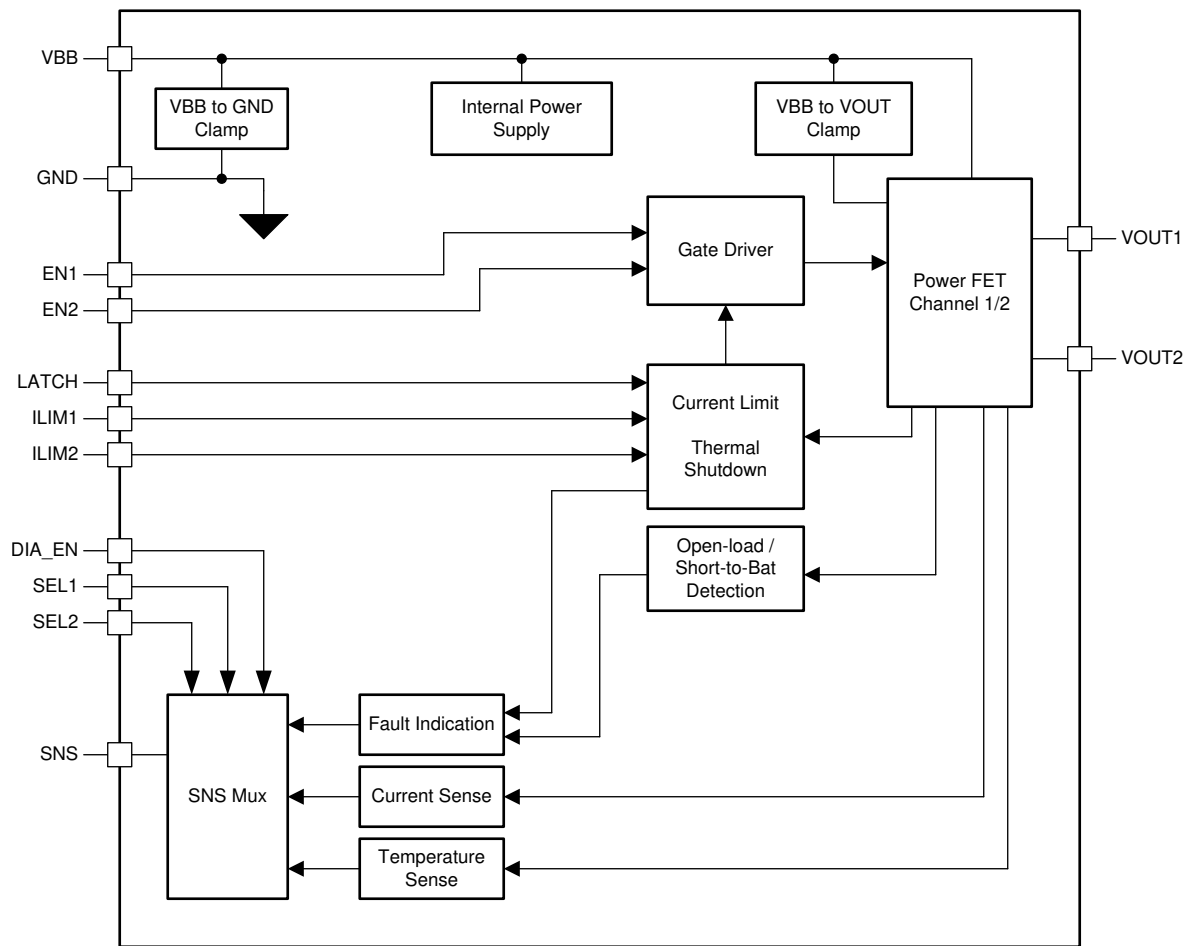 VBB
VBB to GND
Clamp
Internal Power
Supply
VBB to VOUT
Clamp
GND
Gate Driver
Power FET
Channel 1/2
VOUT1
VOUT2
EN1
EN2
LATCH
ILIM1
ILIM2
Current Limit
Thermal
Shutdown
DIA_EN
SEL1
SEL2
Open-load /
Short-to-Bat
Detection
SNS
SNS Mux
Fault Indication
Current Sense
Temperature
Sense